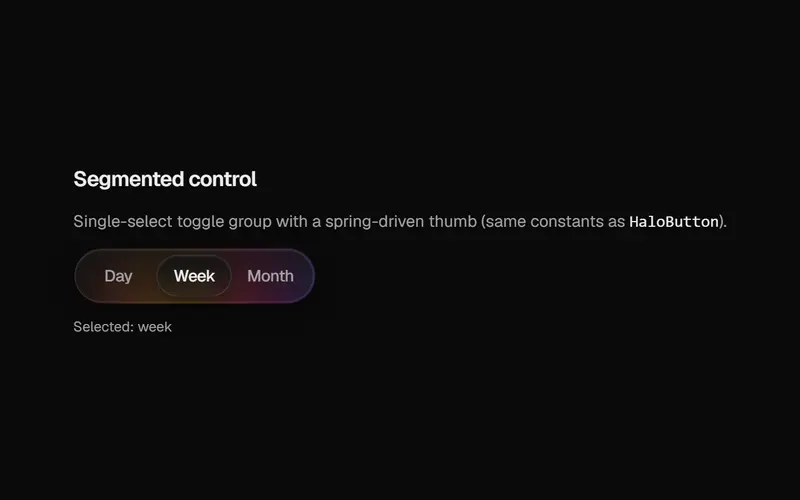 Segmented control
Single-select toggle group with a spring-driven thumb (same constants as HaloButton).
Day Week Month
Selected: week